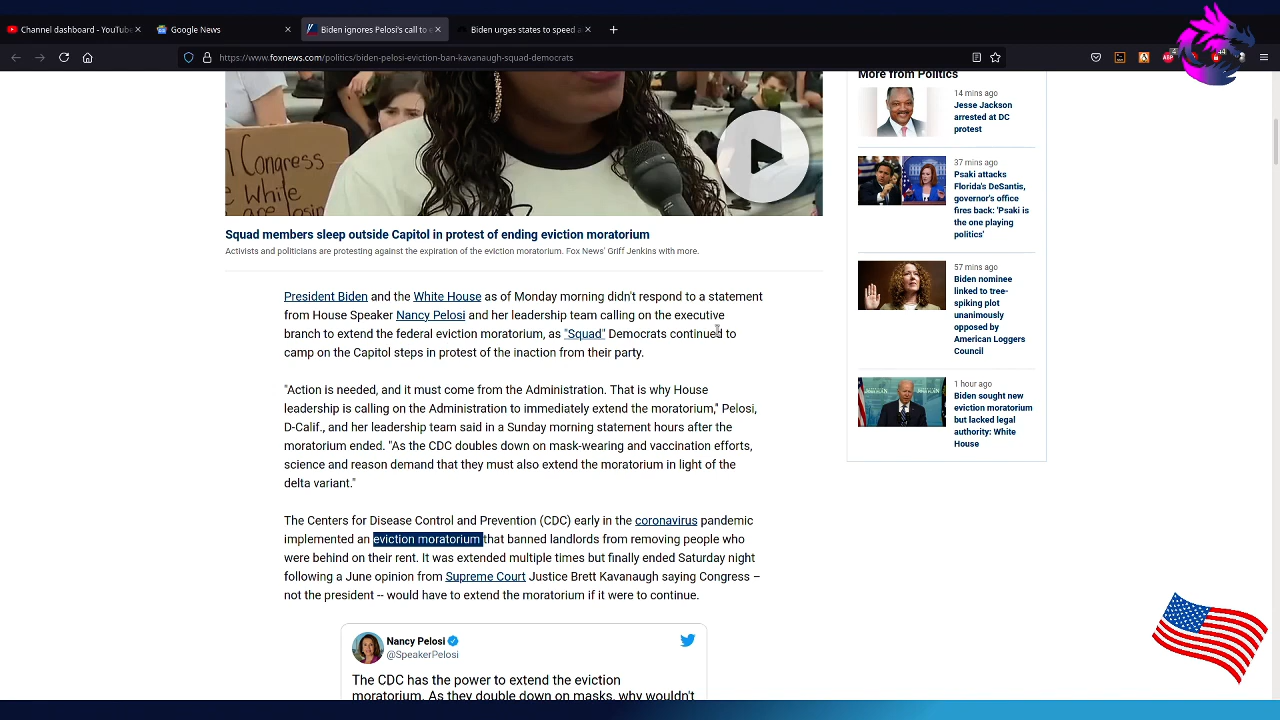 Channel dashboard - YouTube
Google News
Biden ignores Pelosi's call to e
Biden urges states to speed a
https://www.foxnews.com/politics/biden-pelosi-eviction-ban-kavanaugh-squad-democrats
ABP
4
44
Congress
White
Squad members sleep outside Capitol in protest of ending eviction moratorium
Activists and politicians are protesting against the expiration of the eviction moratorium. Fox News' Griff Jenkins with more.
President Biden and the White House as of Monday morning didn't respond to a statement
from House Speaker Nancy Pelosi and her leadership team calling on the executive
branch to extend the federal eviction moratorium, as "Squad" Democrats continued to
camp on the Capitol steps in protest of the inaction from their party.
"Action is needed, and it must come from the Administration. That is why House
leadership is calling on the Administration to immediately extend the moratorium," Pelosi,
D-Calif., and her leadership team said in a Sunday morning statement hours after the
moratorium ended. "As the CDC doubles down on mask-wearing and vaccination efforts,
science and reason demand that they must also extend the moratorium in light of the
delta variant."
The Centers for Disease Control and Prevention (CDC) early in the coronavirus pandemic
implemented an eviction moratorium that banned landlords from removing people who
were behind on their rent. It was extended multiple times but finally ended Saturday night
following a June opinion from Supreme Court Justice Brett Kavanaugh saying Congress –
not the president -- would have to extend the moratorium if it were to continue.
Nancy Pelosi
@SpeakerPelosi
The CDC has the power to extend the eviction
moratorium. As they double down on masks, why wouldn't
More from Politics
14 mins ago
Jesse Jackson
arrested at DC
protest
37 mins ago
Psaki attacks
Florida's DeSantis,
governor's office
fires back: 'Psaki is
the one playing
politics'
57 mins ago
Biden nominee
linked to tree-
spiking plot
unanimously
opposed by
American Loggers
Council
1 hour ago
Biden sought new
eviction moratorium
but lacked legal
authority: White
House